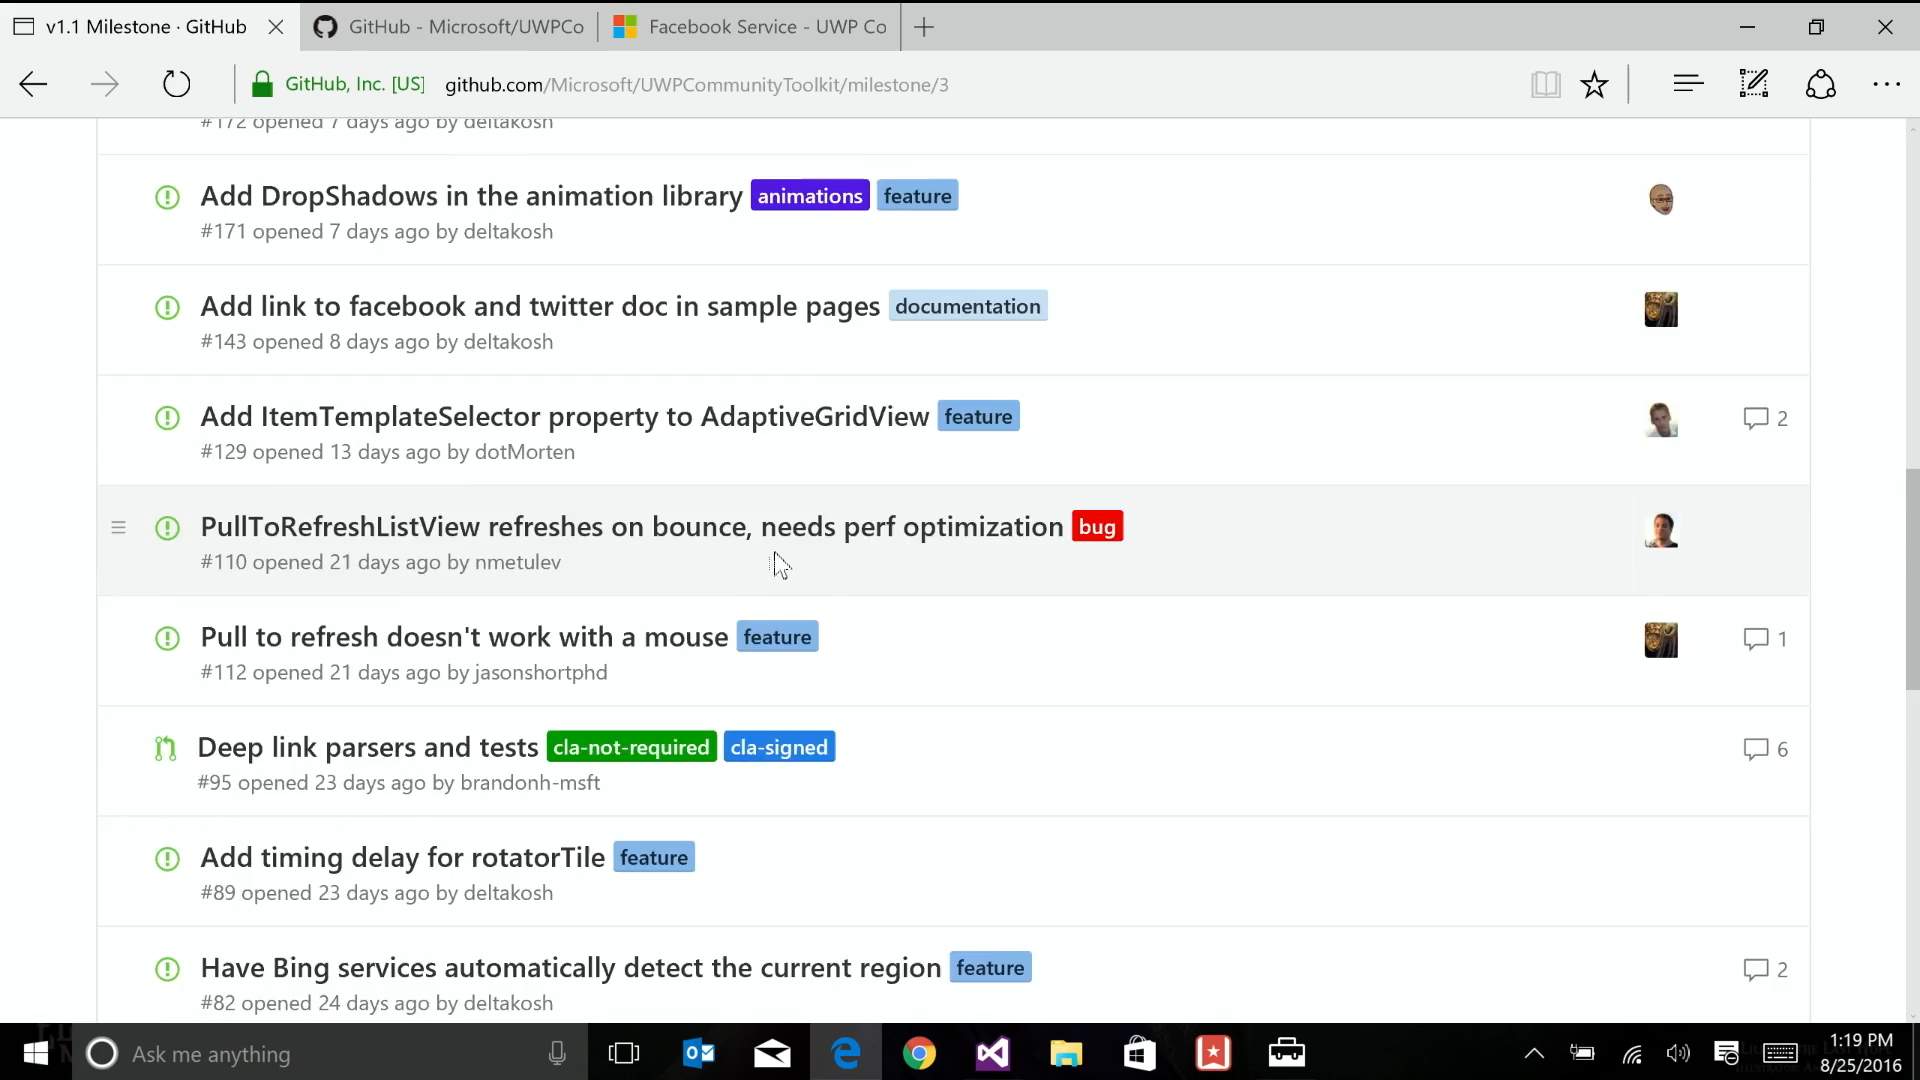 v1.1 Milestone · GitHub
GitHub - Microsoft/UWPCo
Facebook Service - UWP Co
GitHub, Inc. [US] github.com/Microsoft/UWPCommunityToolkit/milestone/3
#172 opened 7 days ago by deltakosh
Add DropShadows in the animation library animations feature
#171 opened 7 days ago by deltakosh
Add link to facebook and twitter doc in sample pages documentation
#143 opened 8 days ago by deltakosh
Add ItemTemplateSelector property to AdaptiveGridView feature 2
#129 opened 13 days ago by dotMorten
PullToRefreshListView refreshes on bounce, needs perf optimization bug
#110 opened 21 days ago by nmetulev
Pull to refresh doesn't work with a mouse feature 1
#112 opened 21 days ago by jasonshortphd
Deep link parsers and tests cla-not-required cla-signed 6
#95 opened 23 days ago by brandonh-msft
Add timing delay for rotatorTile feature
#89 opened 23 days ago by deltakosh
Have Bing services automatically detect the current region feature 2
#82 opened 24 days ago by deltakosh
Ask me anything
1:19 PM
8/25/2016